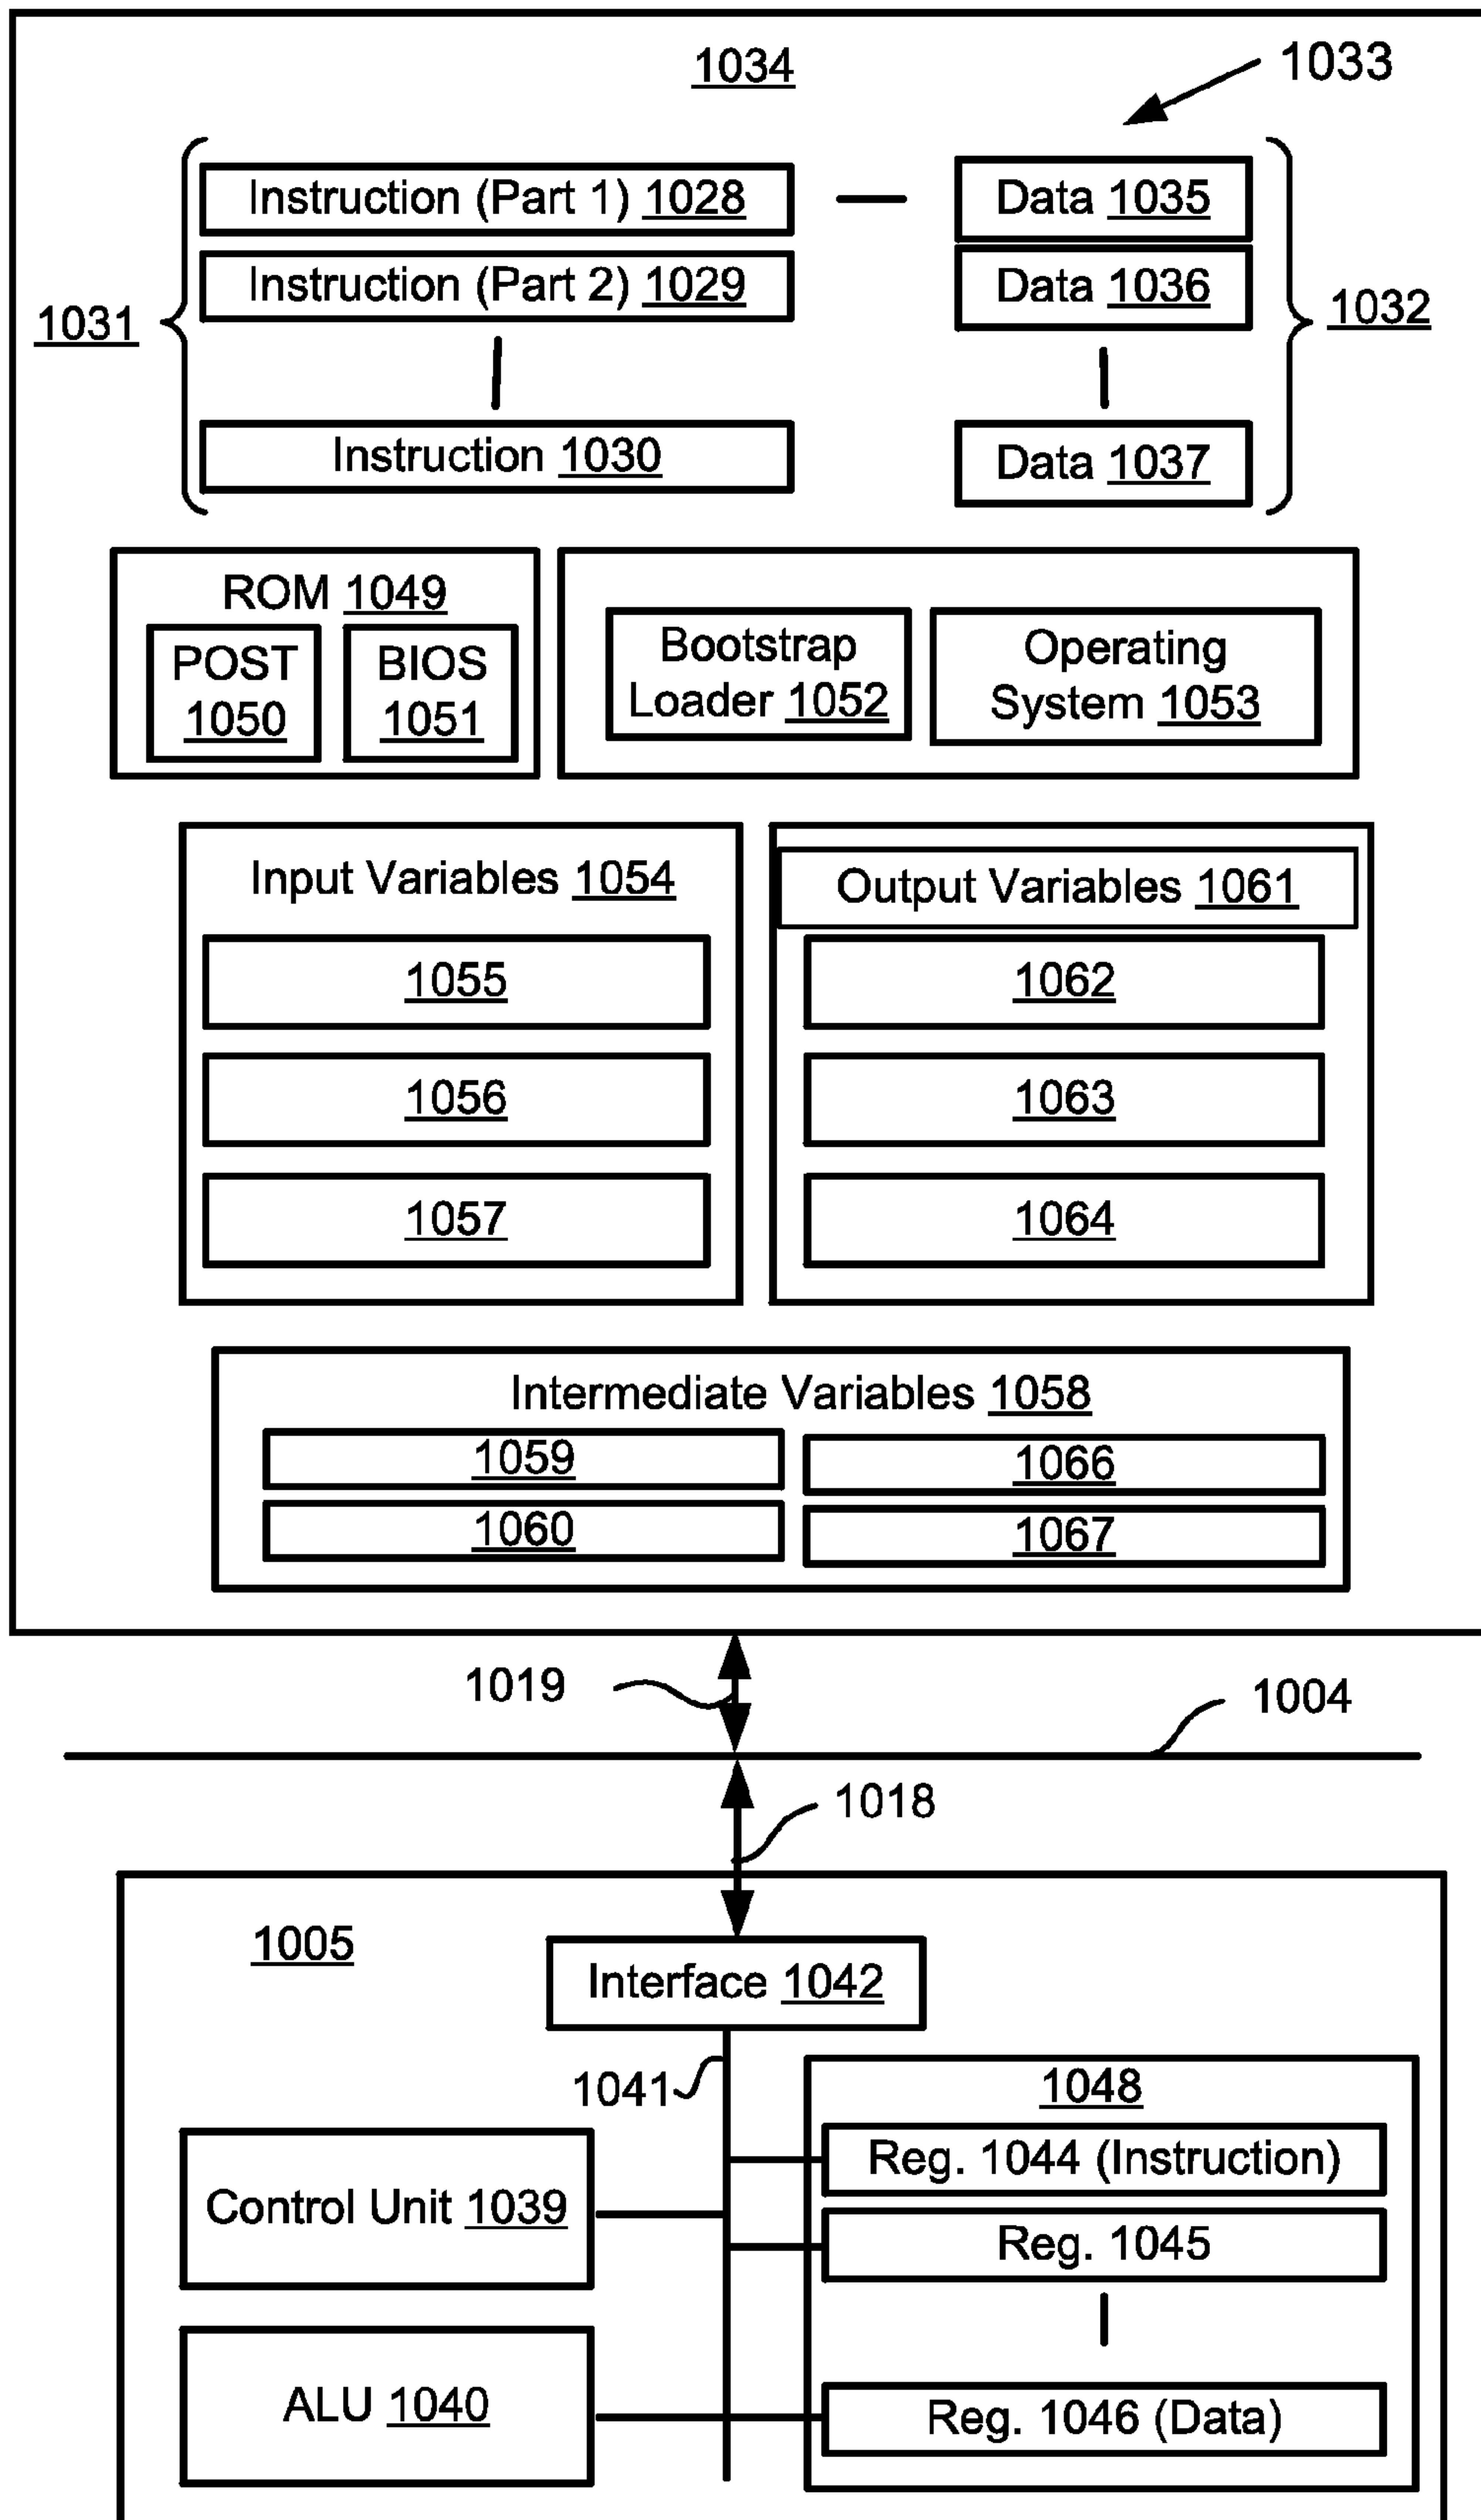 1034
1033
Instruction (Part 1) 1028
Data 1035
Instruction (Part 2) 1029
Data 1036
1031
1032
Instruction 1030
Data 1037
ROM 1049
POST
1050
BIOS
1051
Bootstrap
Loader 1052
Operating
System 1053
Input Variables 1054
1055
1056
1057
Output Variables 1061
1062
1063
1064
Intermediate Variables 1058
1059
1066
1060
1067
1019
1004
1018
1005
Interface 1042
1041
1048
Reg. 1044 (Instruction)
Control Unit 1039
Reg. 1045
ALU 1040
Reg. 1046 (Data)